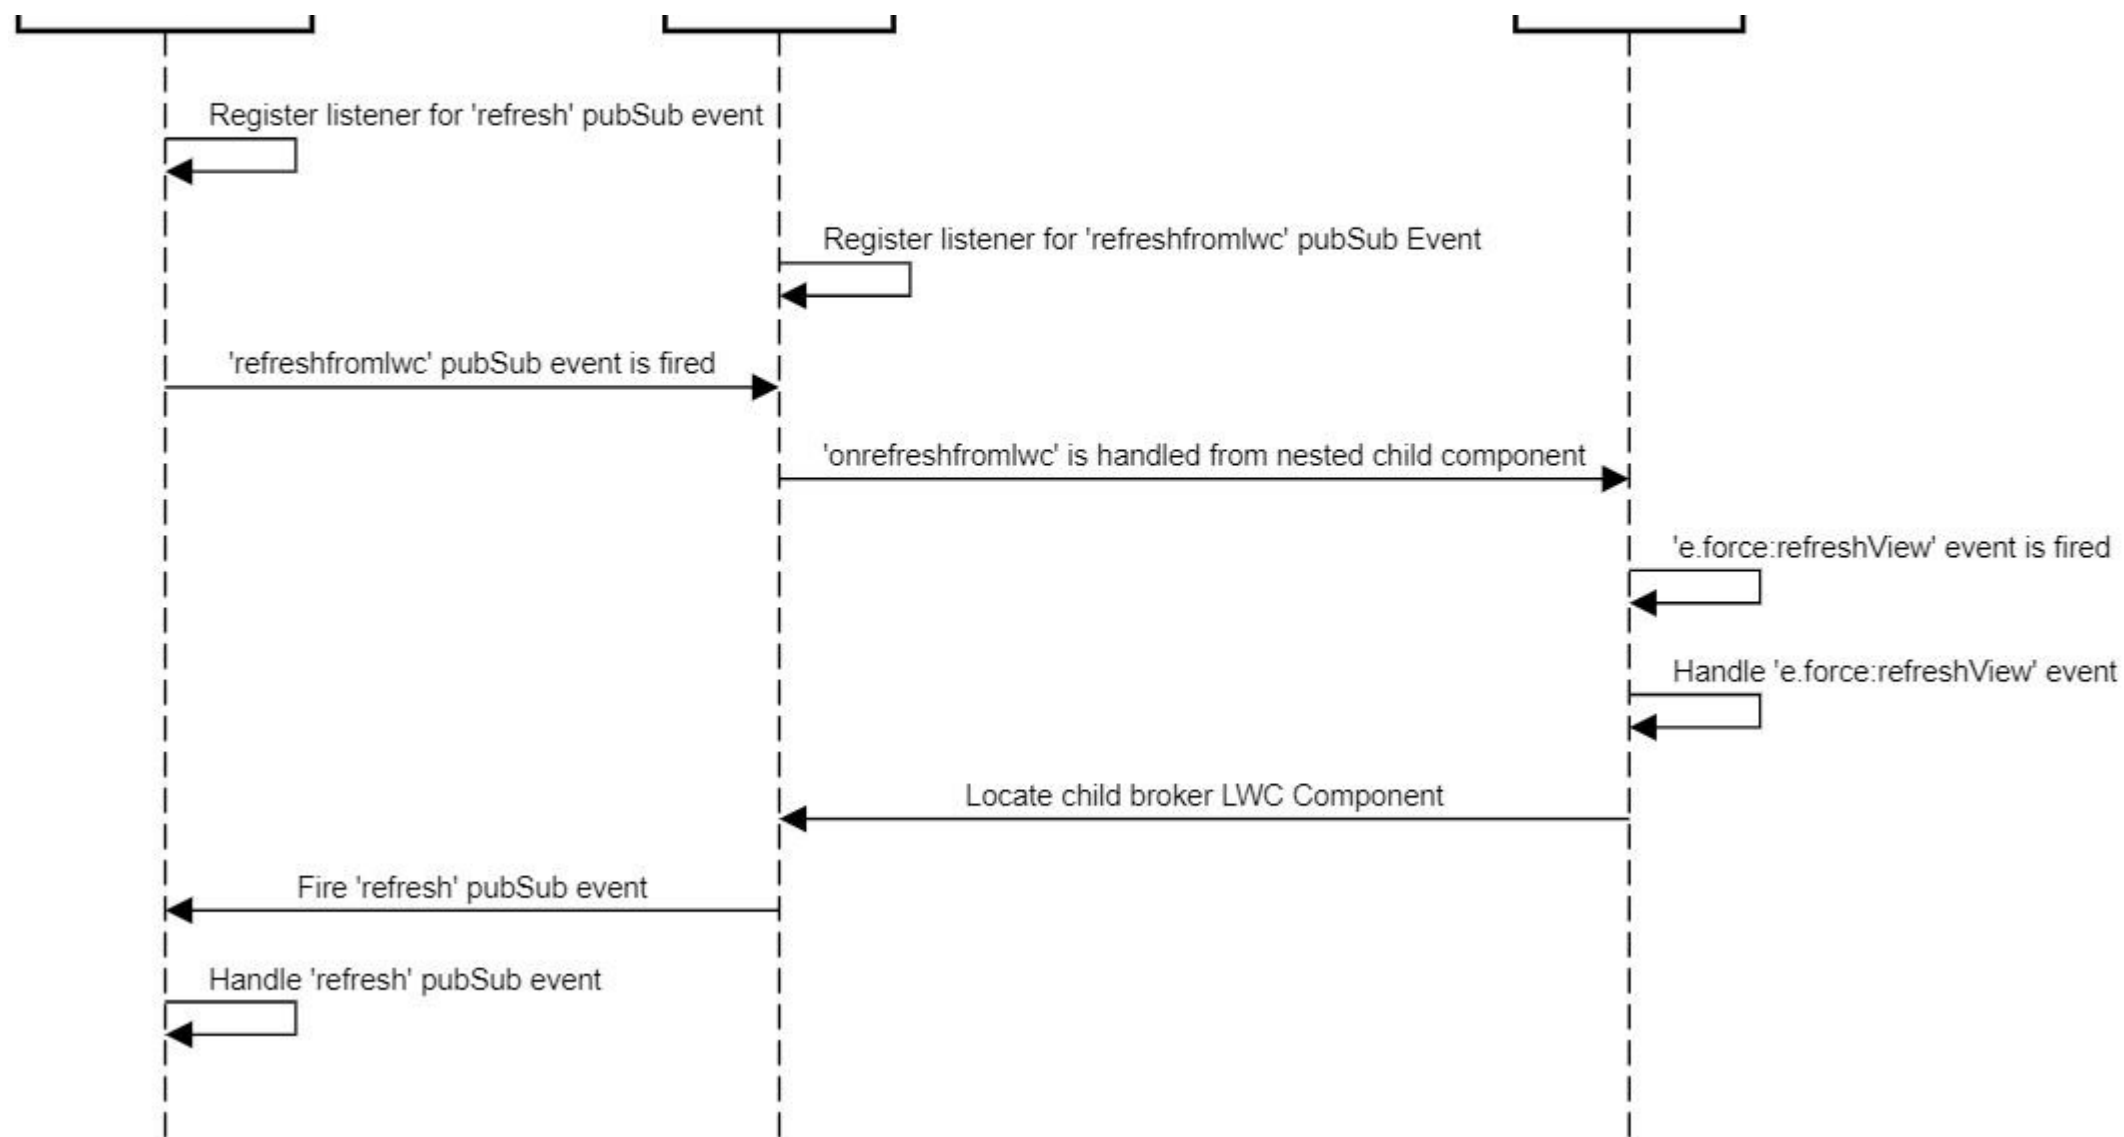 Register listener for 'refresh' pubSub event
Register listener for 'refreshfromlwc' pubSub Event
'refreshfromlwc' pubSub event is fired
'onrefreshfromlwc' is handled from nested child component
'e.force:refreshView' event is fired
Handle 'e.force:refreshView' event
Locate child broker LWC Component
Fire 'refresh' pubSub event
Handle 'refresh' pubSub event